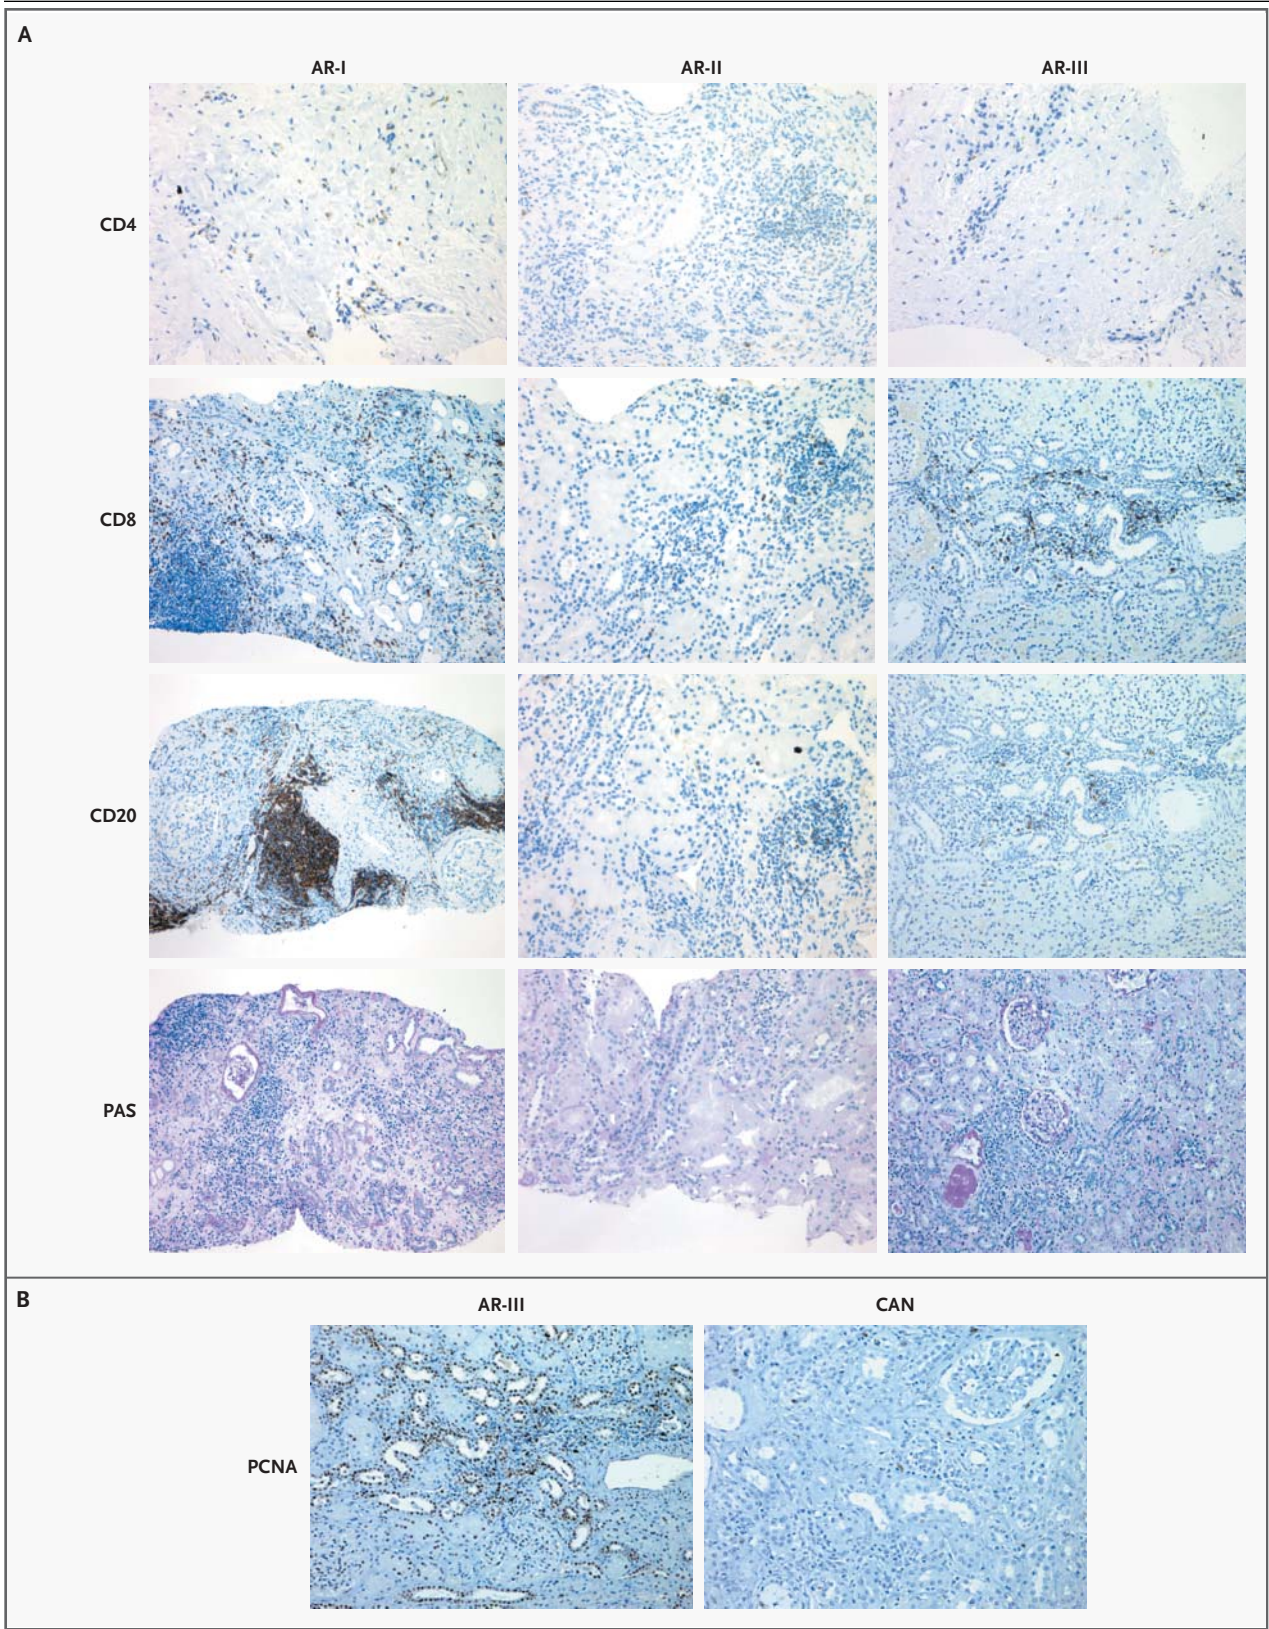 A
AR-I AR-II AR-III
CD4
CD8
CD20
PAS
B
AR-III CAN
PCNA